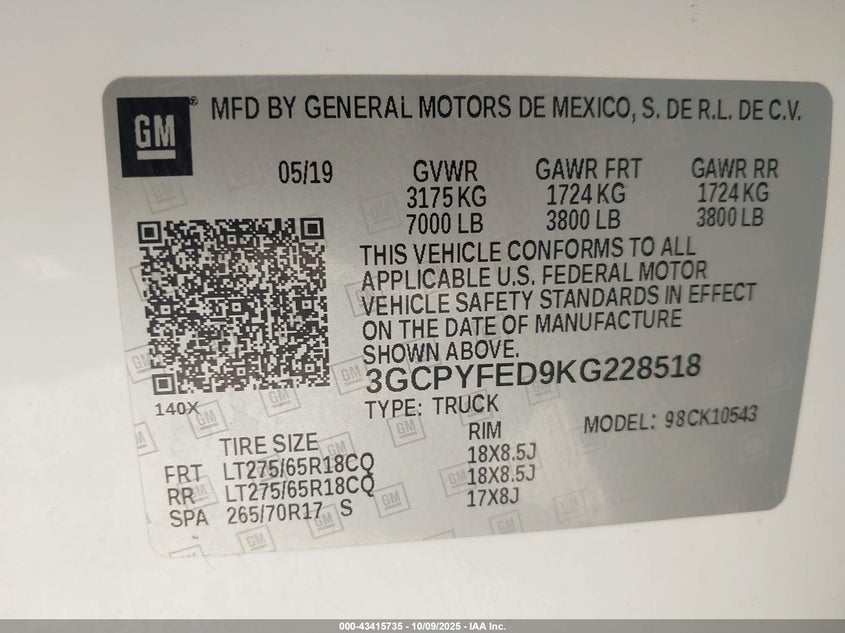 GM
MFD BY GENERAL MOTORS DE MEXICO, S. DE R.L. DE C.V.
05/19 GVWR GAWR FRT GAWR RR
3175 KG 1724 KG 1724 KG
7000 LB 3800 LB 3800 LB
THIS VEHICLE CONFORMS TO ALL
APPLICABLE U.S. FEDERAL MOTOR
VEHICLE SAFETY STANDARDS IN EFFECT
ON THE DATE OF MANUFACTURE
SHOWN ABOVE.
3GCPYFED9KG228518
140X
TYPE: TRUCK MODEL: 98CK10543
TIRE SIZE RIM
FRT LT275/65R18CQ 18X8.5J
RR LT275/65R18CQ 18X8.5J
SPA 265/70R17 S 17X8J
000-43415735 - 10/09/2025 - IAA Inc.